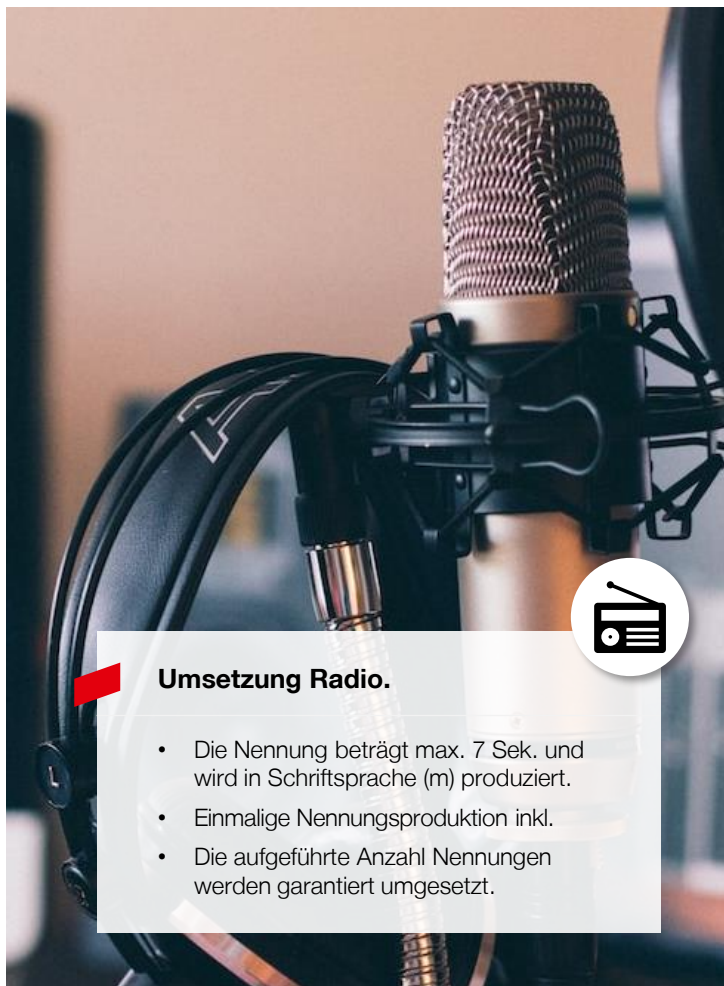 Umsetzung Radio.
• Die Nennung beträgt max. 7 Sek. und
wird in Schriftsprache (m) produziert.
• Einmalige Nennungsproduktion inkl.
• Die aufgeführte Anzahl Nennungen
werden garantiert umgesetzt.
L